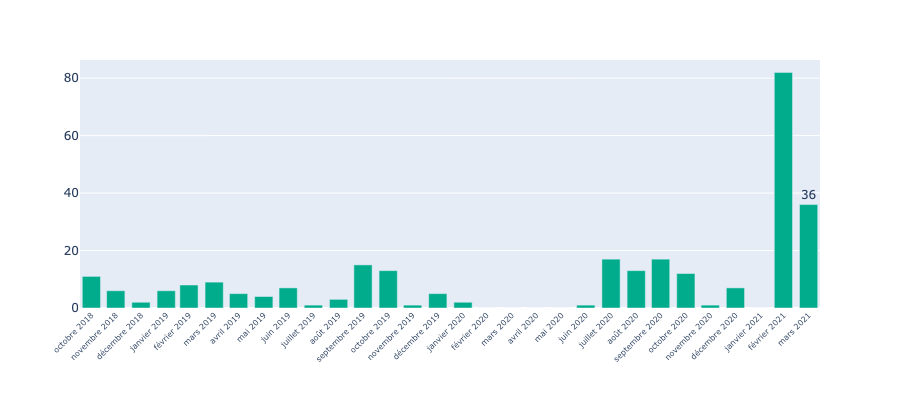 80
60
40
20
0
36
octobre 2018
novembre 2018
décembre 2018
janvier 2019
février 2019
mars 2019
avril 2019
mai 2019
juin 2019
juillet 2019
août 2019
septembre 2019
octobre 2019
novembre 2019
décembre 2019
janvier 2020
février 2020
mars 2020
avril 2020
mai 2020
juin 2020
juillet 2020
août 2020
septembre 2020
octobre 2020
novembre 2020
décembre 2020
janvier 2021
février 2021
mars 2021